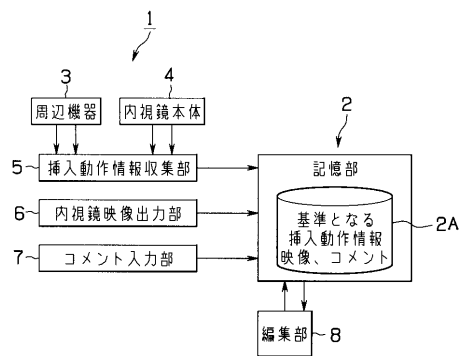 1
3
4
周辺機器
内視鏡本体
2
5
挿入動作情報収集部
記憶部
6
内視鏡映像出力部
基準となる
挿入動作情報
映像、コメント
2A
7
コメント入力部
編集部
8